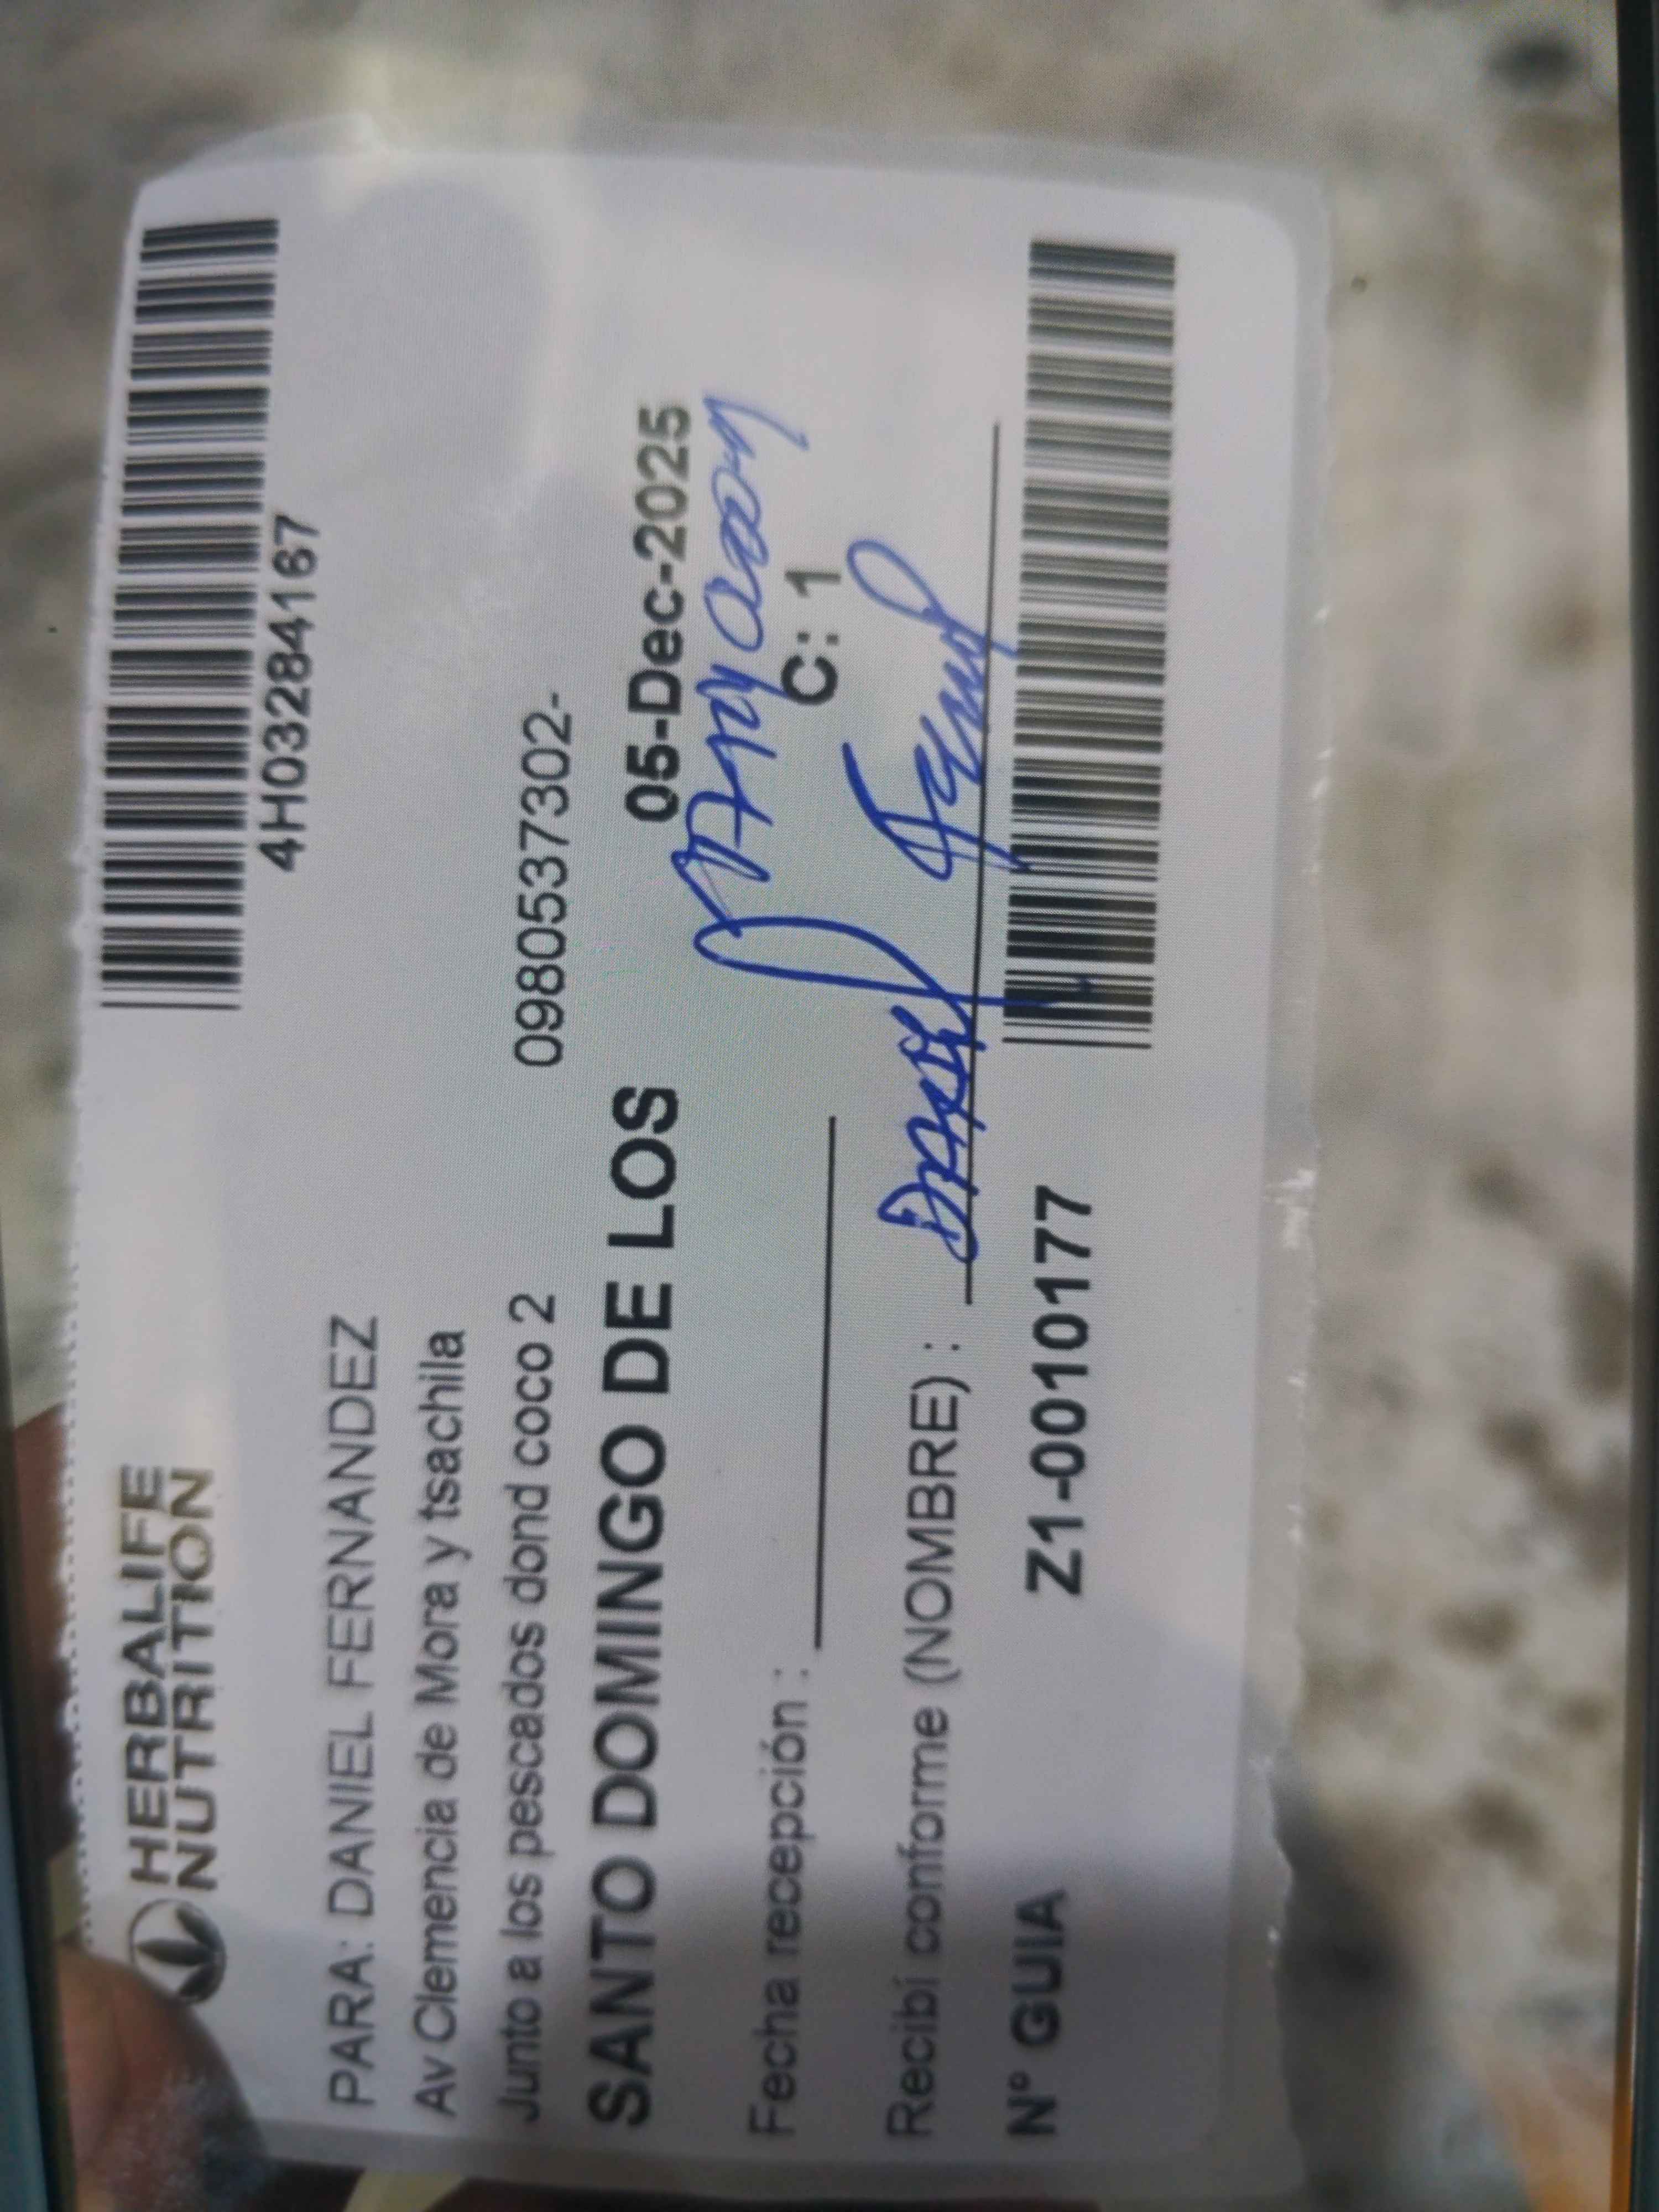 HERBALIFE
NUTRITION
4H03284167
PARA: DANIEL FERNANDEZ
Av Clemencia de Mora y tsachila
Junto a los pescados dond coco 2
0980537302-
SANTO DOMINGO DE LOS
05-Dec-2025
C: 1
Fecha recepción :
Recibí conforme (NOMBRE) :
N° GUIA
Z1-0010177